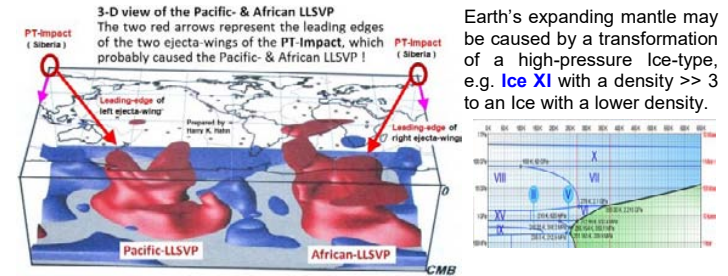 3-D view of the Pacific- & African LLSVP
The two red arrows represent the leading edges
of the two ejecta-wings of the PT-Impact, which
probably caused the Pacific- & African LLSVP !
PT-Impact
( Siberia )
PT-Impact
( Siberia )
Leading-edge of
left ejecta-wing
Prepared by
Harry K. Hahn
Leading-edge of
right ejecta-wing
Pacific-LLSVP
African-LLSVP
CMB
Earth's expanding mantle may
be caused by a transformation
of a high-pressure Ice-type,
e.g. Ice XI with a density >> 3
to an Ice with a lower density.
X
VIII
VII
II
V
VI
XV
IX